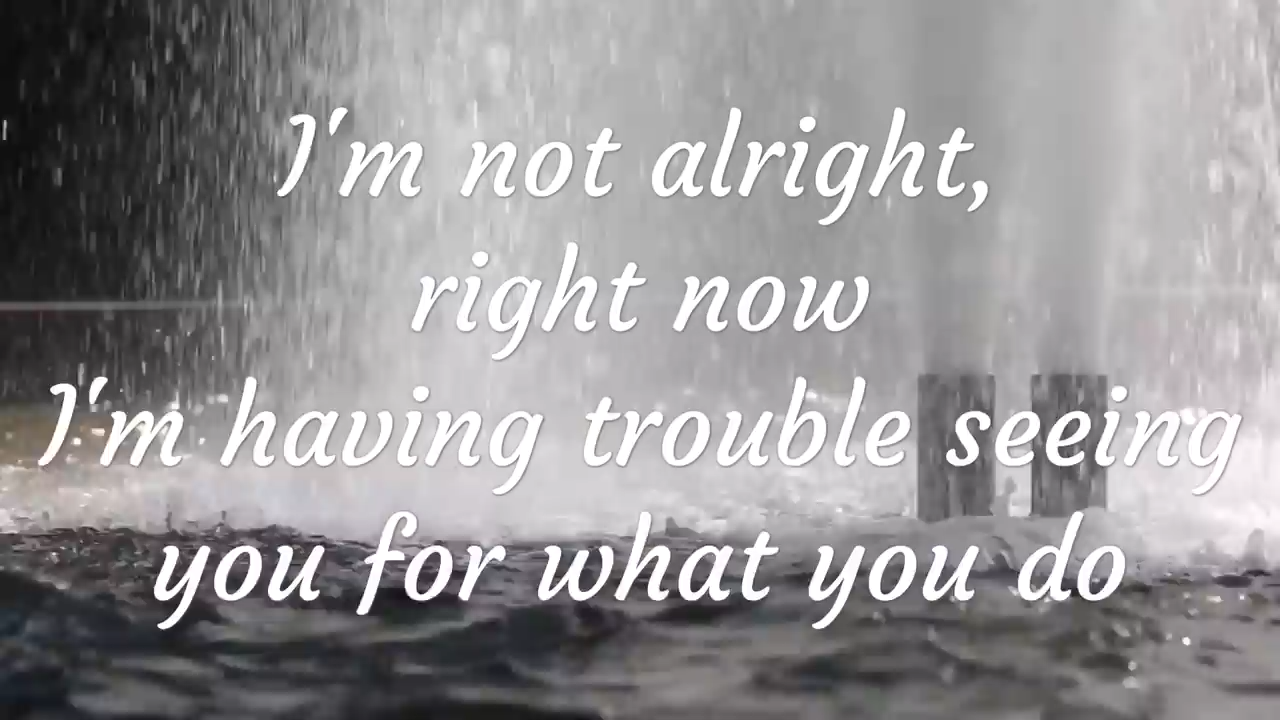 I'm not alright,
right now
I'm having trouble seeing
you for what you do